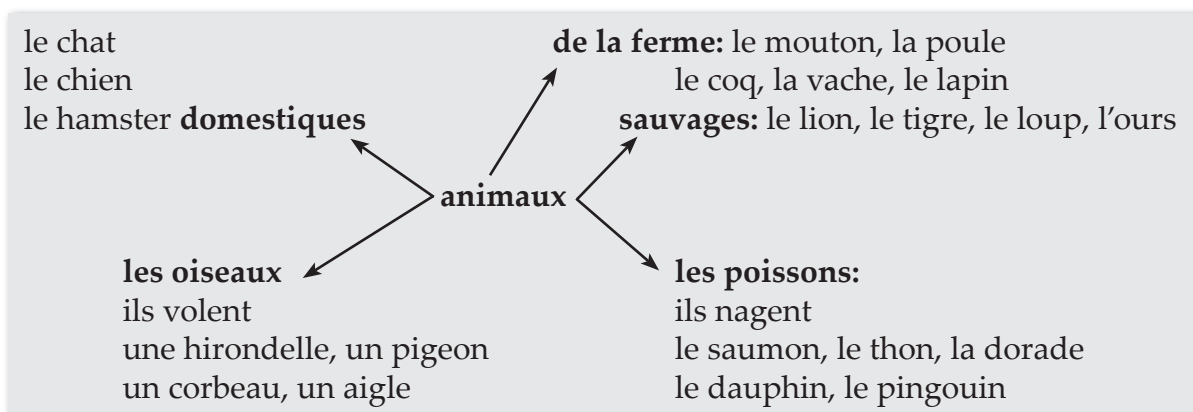 le chat
le chien
le hamster domestiques
de la ferme: le mouton, la poule
le coq, la vache, le lapin
sauvages: le lion, le tigre, le loup, l'ours
animaux
les oiseaux
ils volent
une hirondelle, un pigeon
un corbeau, un aigle
les poissons:
ils nagent
le saumon, le thon, la dorade
le dauphin, le pingouin